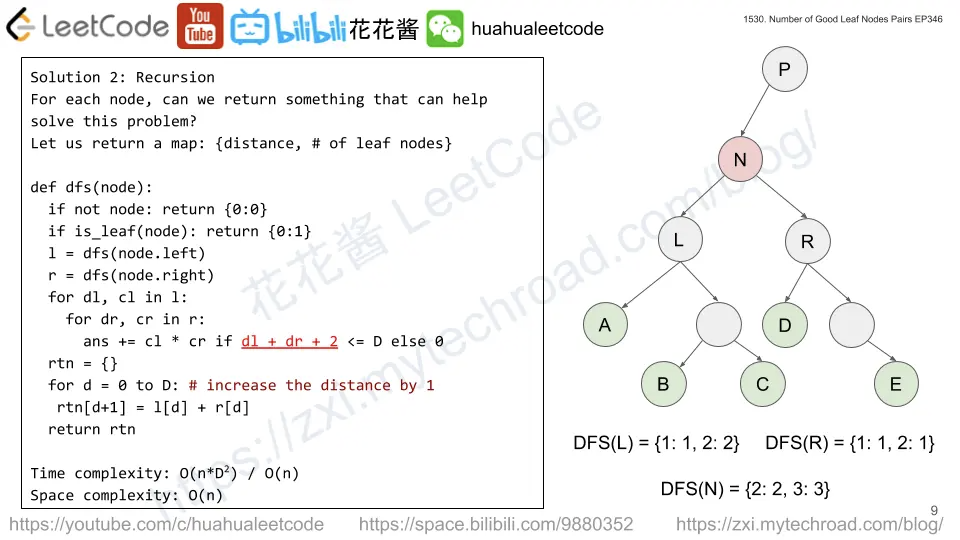 LeetCode You Tube bilibili 花花酱 huahualeetcode
1530. Number of Good Leaf Nodes Pairs EP346
Solution 2: Recursion
For each node, can we return something that can help
solve this problem?
Let us return a map: {distance, # of leaf nodes}
def dfs(node):
  if not node: return {0:0}
  if is_leaf(node): return {0:1}
  l = dfs(node.left)
  r = dfs(node.right)
  for dl, cl in l:
    for dr, cr in r:
      ans += cl * cr if dl + dr + 2 <= D else 0
  rtn = {}
  for d = 0 to D: # increase the distance by 1
   rtn[d+1] = l[d] + r[d]
  return rtn
Time complexity: O(n*D²) / O(n)
Space complexity: O(n)
P
N
L
R
A
D
B
C
E
DFS(L) = {1: 1, 2: 2}
DFS(R) = {1: 1, 2: 1}
DFS(N) = {2: 2, 3: 3}
花花酱 LeetCode
https://zxi.mytechroad.com/blog/
9
https://youtube.com/c/huahualeetcode
https://space.bilibili.com/9880352
https://zxi.mytechroad.com/blog/